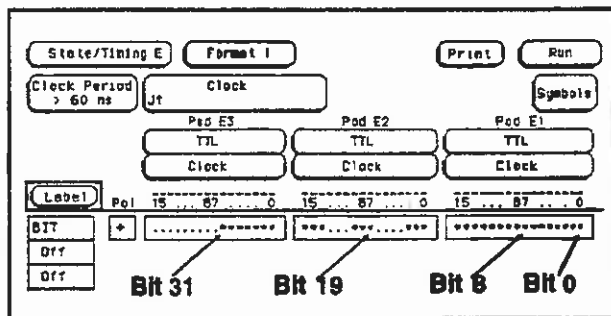 State/Timing E Format 1 Print Run
Clock Period Clock Symbols
> 60 ns J↑
Pod E3 Pod E2 Pod E1
TTL TTL TTL
Clock Clock Clock
Label Pol 15 ... 87 .... 0 15 ... 87 .... 0 15 ... 87 .... 0
BIT + .........******* ***...***....*** ****************
Off
Off
Bit 31 Bit 19 Bit 8 Bit 0